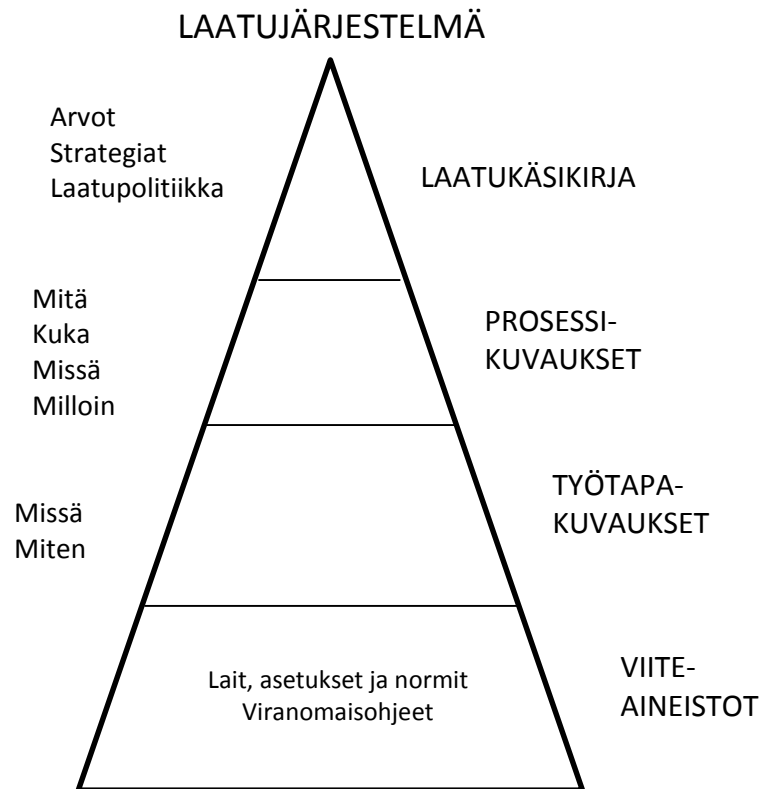 LAATUJÄRJESTELMÄ
Arvot
Strategiat
Laatupolitiikka
LAATUKÄSIKIRJA
Mitä
Kuka
Missä
Milloin
PROSESSI-
KUVAUKSET
Missä
Miten
TYÖTAPA-
KUVAUKSET
Lait, asetukset ja normit
Viranomaisohjeet
VIITE-
AINEISTOT